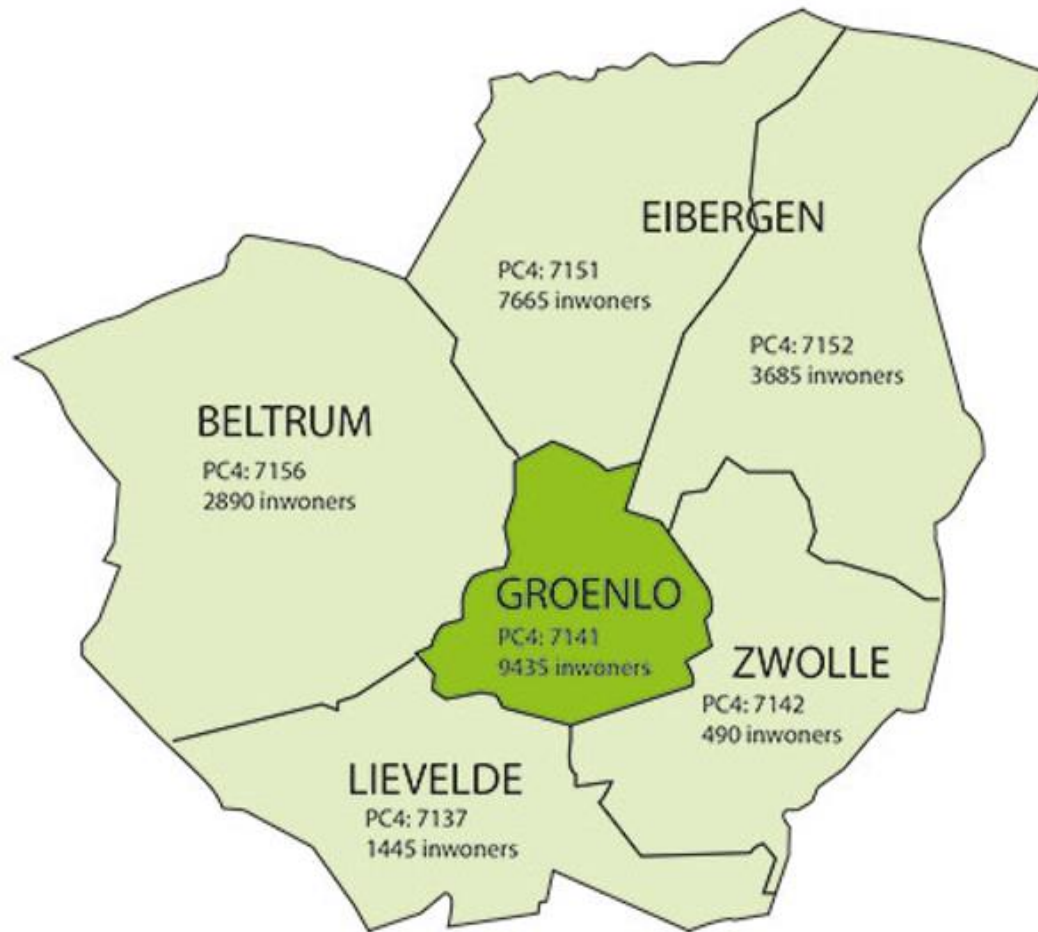 EIBERGEN
PC4: 7151
7665 inwoners
PC4: 7152
3685 inwoners
BELTRUM
PC4: 7156
2890 inwoners
GROENLO
PC4: 7141
9435 inwoners
ZWOLLE
PC4: 7142
490 inwoners
LIEVELDE
PC4: 7137
1445 inwoners